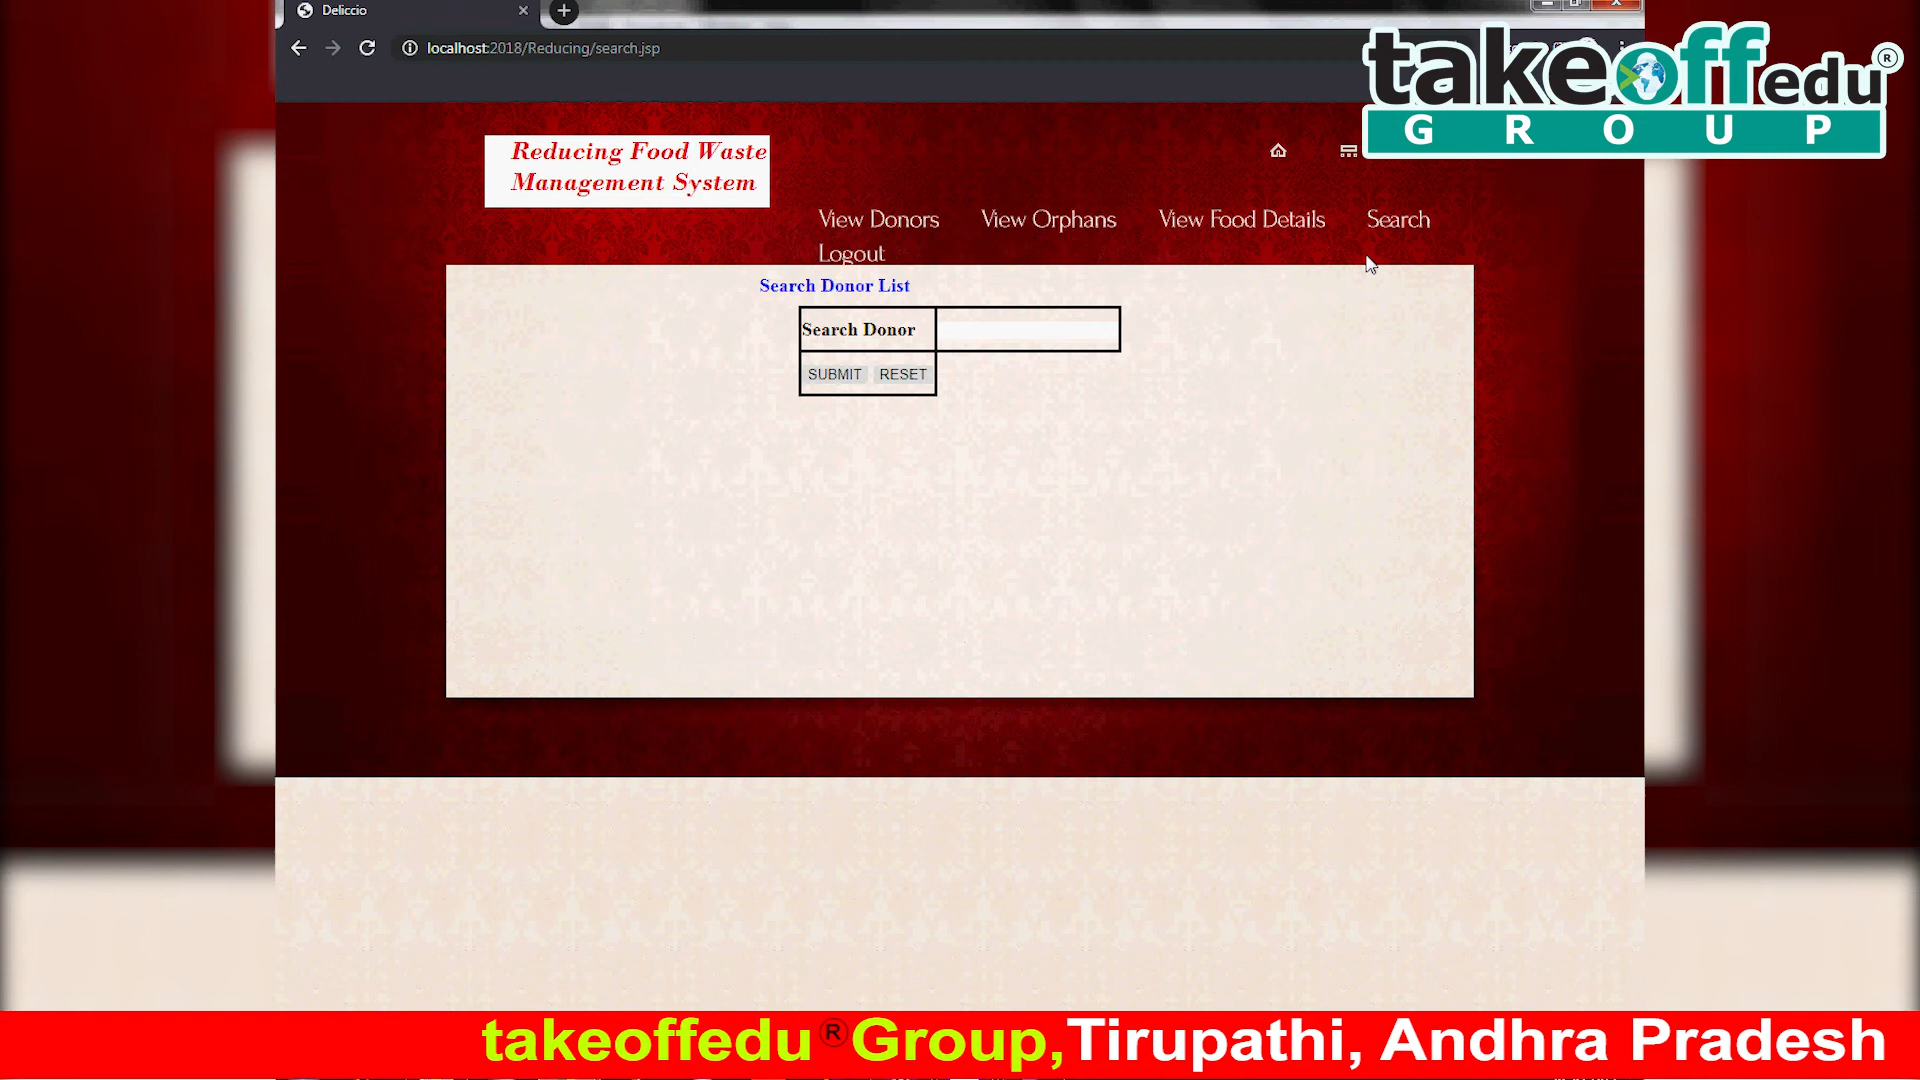 Deliccio
localhost:2018/Reducing/search.jsp
takeoffedu®
GROUP
Reducing Food Waste
Management System
View Donors View Orphans View Food Details Search
Logout
Search Donor List
Search Donor
SUBMIT RESET
takeoffedu®Group,Tirupathi, Andhra Pradesh